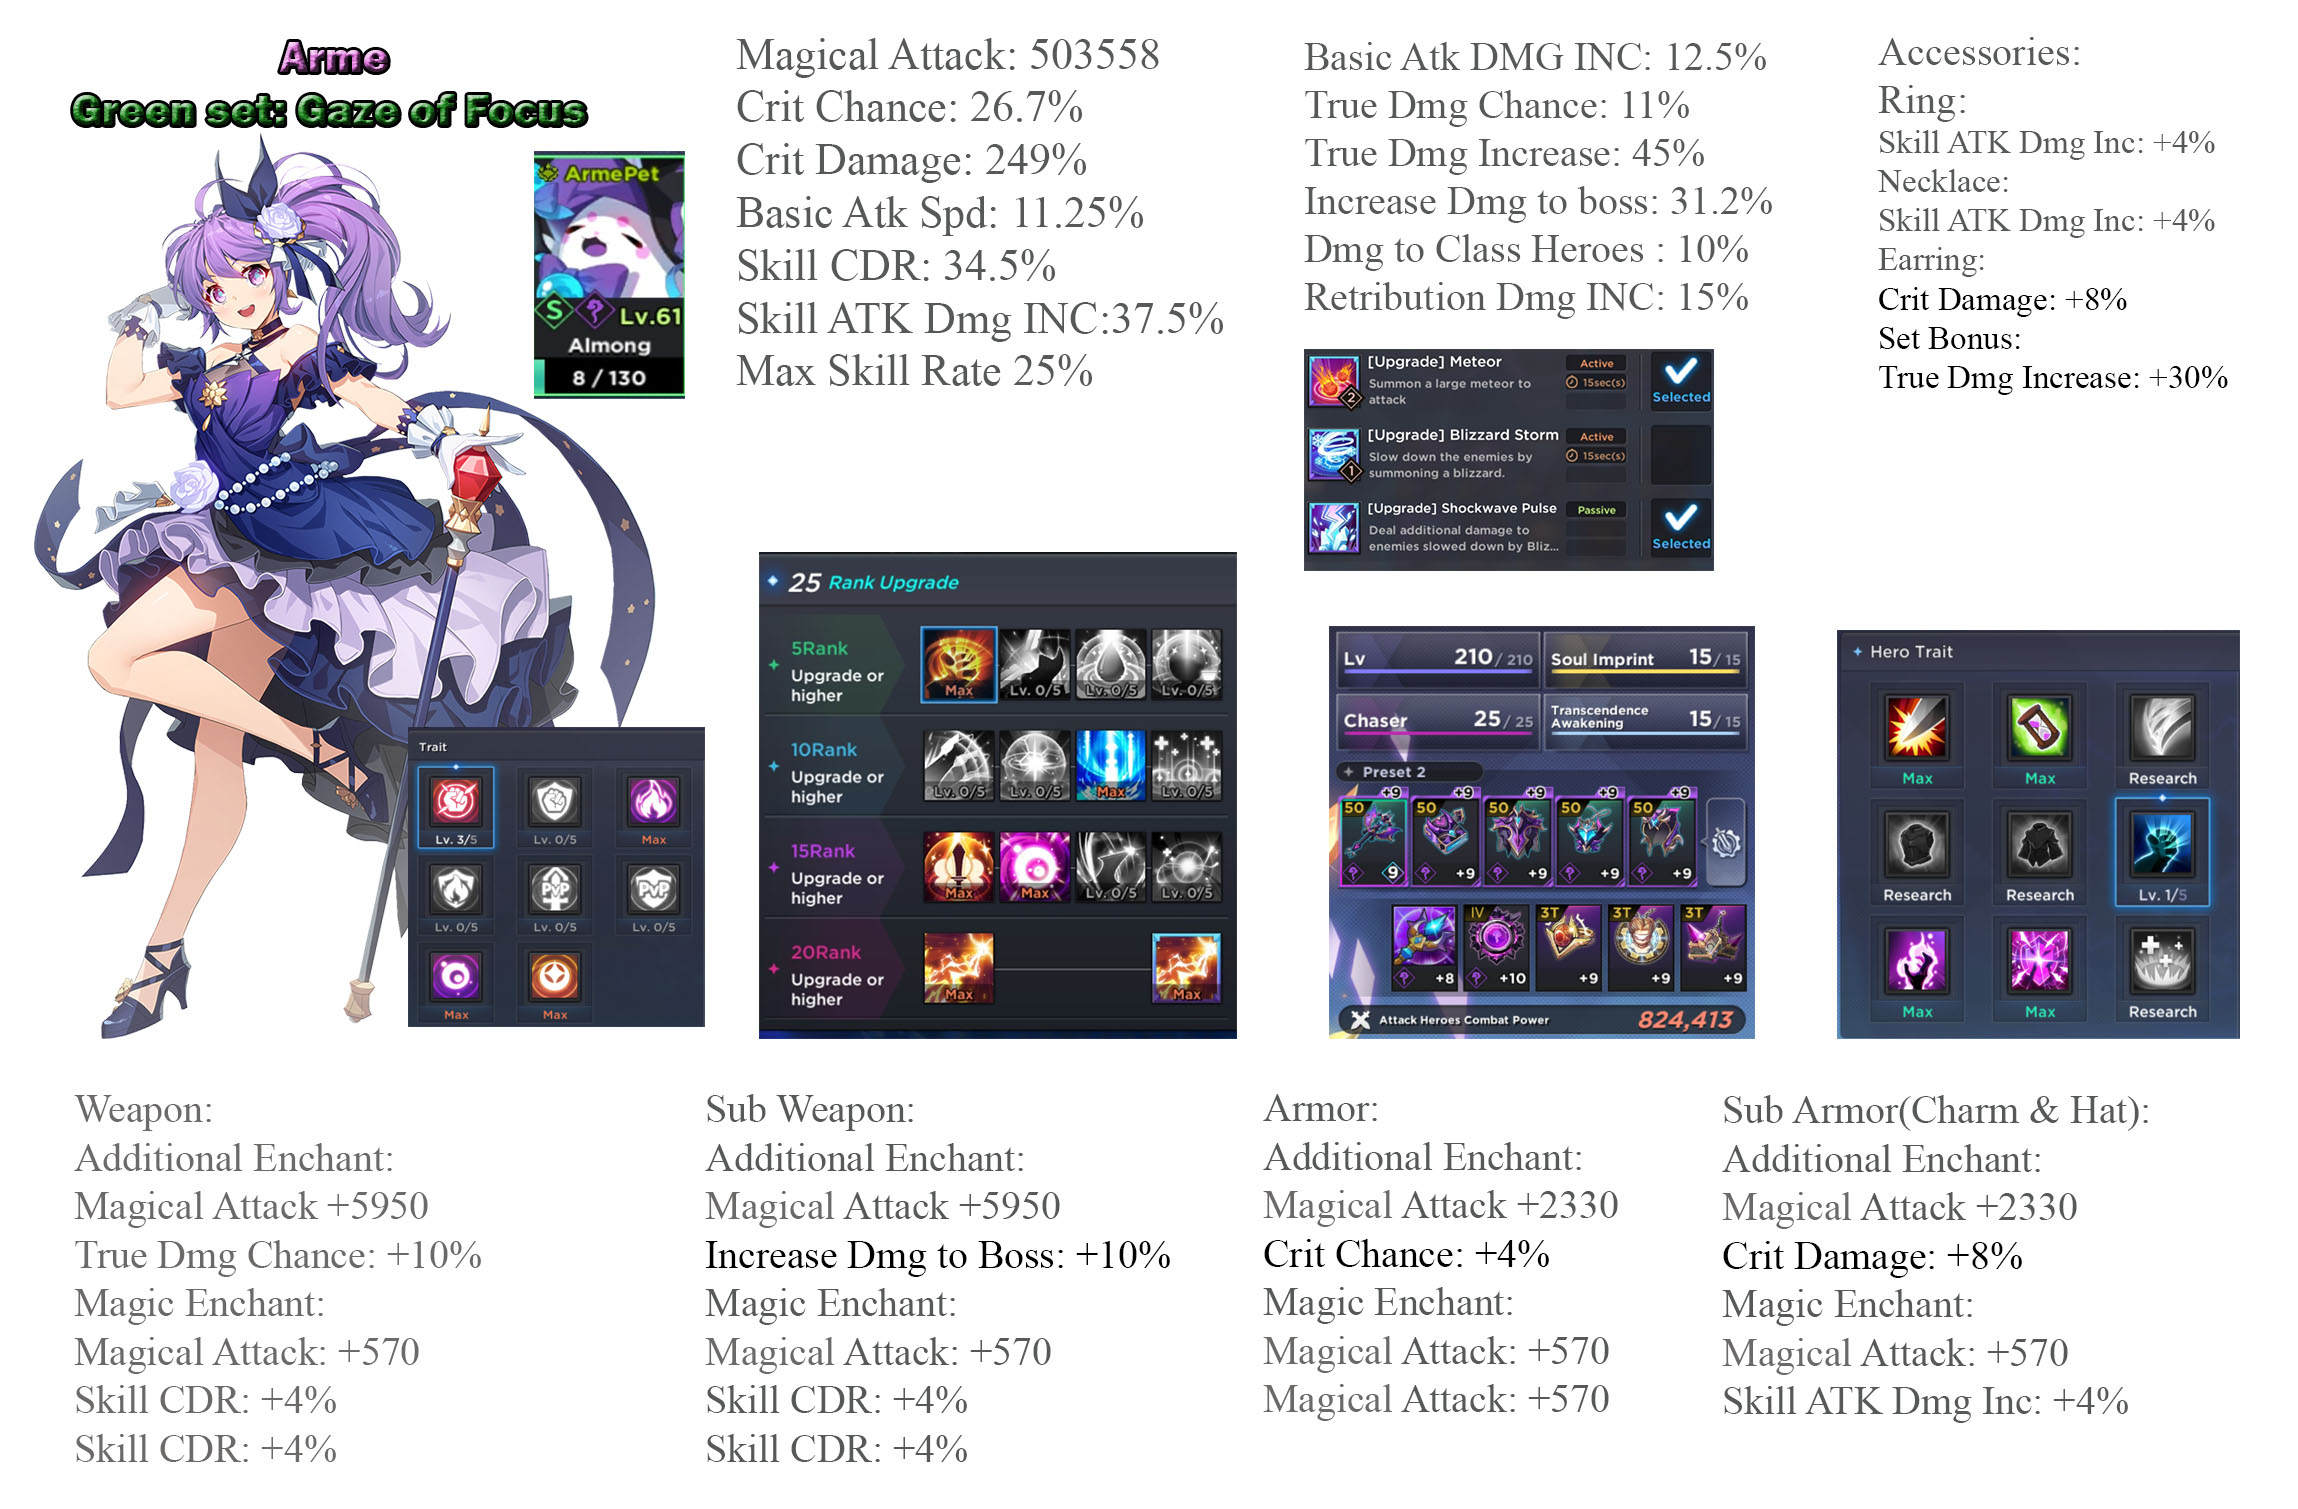 Arme
Green set: Gaze of Focus
ArmePet
S
Lv.61
Almong
8 / 130
Magical Attack: 503558
Crit Chance: 26.7%
Crit Damage: 249%
Basic Atk Spd: 11.25%
Skill CDR: 34.5%
Skill ATK Dmg INC:37.5%
Max Skill Rate 25%
Basic Atk DMG INC: 12.5%
True Dmg Chance: 11%
True Dmg Increase: 45%
Increase Dmg to boss: 31.2%
Dmg to Class Heroes : 10%
Retribution Dmg INC: 15%
Accessories:
Ring:
Skill ATK Dmg Inc: +4%
Necklace:
Skill ATK Dmg Inc: +4%
Earring:
Crit Damage: +8%
Set Bonus:
True Dmg Increase: +30%
[Upgrade] Meteor
Active
Summon a large meteor to
attack
15sec(s)
2
Selected
[Upgrade] Blizzard Storm
Active
Slow down the enemies by
summoning a blizzard.
15sec(s)
1
[Upgrade] Shockwave Pulse
Passive
Deal additional damage to
enemies slowed down by Bliz...
Selected
Trait
Lv. 3/5
Lv. 0/5
Max
Lv. 0/5
PvP
Lv. 0/5
PvP
Lv. 0/5
Max
Max
25 Rank Upgrade
5Rank
Upgrade or
higher
Max
Lv. 0/5
Lv. 0/5
Lv. 0/5
10Rank
Upgrade or
higher
Lv. 0/5
Lv. 0/5
Max
Lv. 0/5
15Rank
Upgrade or
higher
Max
Max
Lv. 0/5
Lv. 0/5
20Rank
Upgrade or
higher
Max
Max
Lv 210 / 210
Soul Imprint 15 / 15
Chaser 25 / 25
Transcendence
Awakening 15 / 15
Preset 2
+9 +9 +9 +9 +9
50 50 50 50 50
9 +9 +9 +9 +9
IV 3T 3T 3T
+8 +10 +9 +9 +9
Attack Heroes Combat Power 824,413
Hero Trait
Max
Max
Research
Research
Research
Lv. 1/5
Max
Max
Research
Weapon:
Additional Enchant:
Magical Attack +5950
True Dmg Chance: +10%
Magic Enchant:
Magical Attack: +570
Skill CDR: +4%
Skill CDR: +4%
Sub Weapon:
Additional Enchant:
Magical Attack +5950
Increase Dmg to Boss: +10%
Magic Enchant:
Magical Attack: +570
Skill CDR: +4%
Skill CDR: +4%
Armor:
Additional Enchant:
Magical Attack +2330
Crit Chance: +4%
Magic Enchant:
Magical Attack: +570
Magical Attack: +570
Sub Armor(Charm & Hat):
Additional Enchant:
Magical Attack +2330
Crit Damage: +8%
Magic Enchant:
Magical Attack: +570
Skill ATK Dmg Inc: +4%